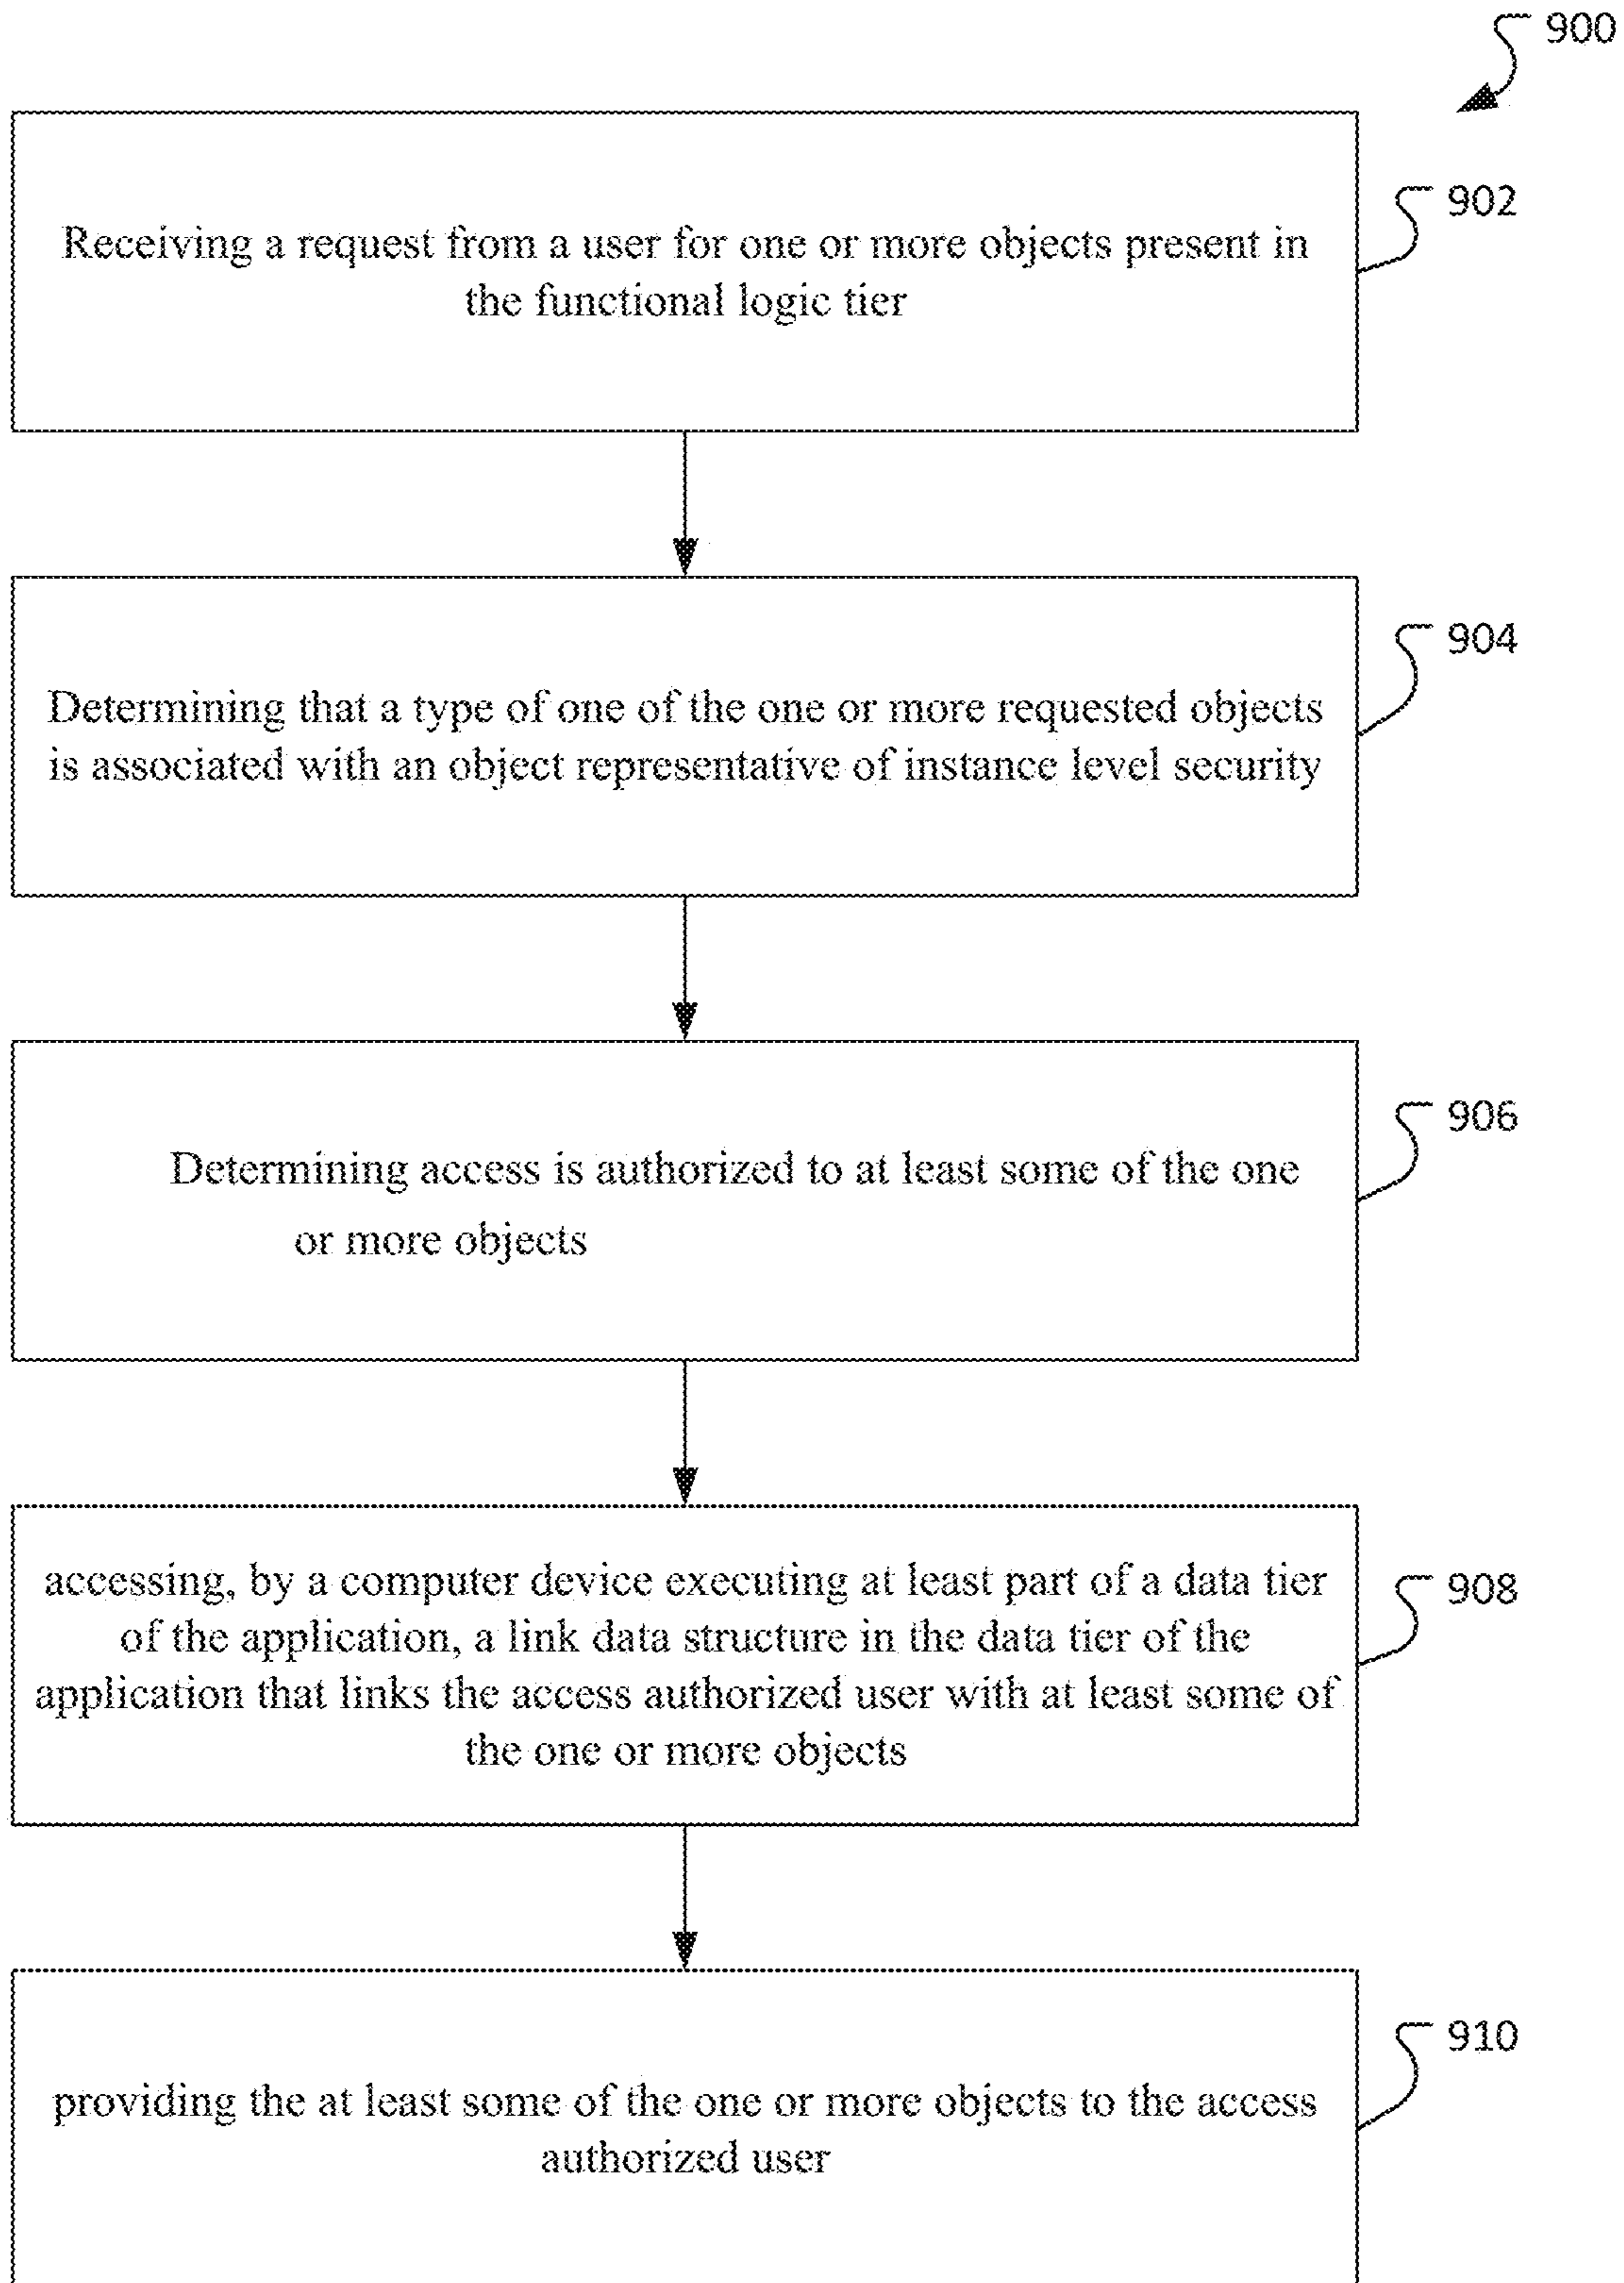 900
Receiving a request from a user for one or more objects present in
the functional logic tier
902
Determining that a type of one of the one or more requested objects
is associated with an object representative of instance level security
904
Determining access is authorized to at least some of the one
or more objects
906
accessing, by a computer device executing at least part of a data tier
of the application, a link data structure in the data tier of the
application that links the access authorized user with at least some of
the one or more objects
908
providing the at least some of the one or more objects to the access
authorized user
910